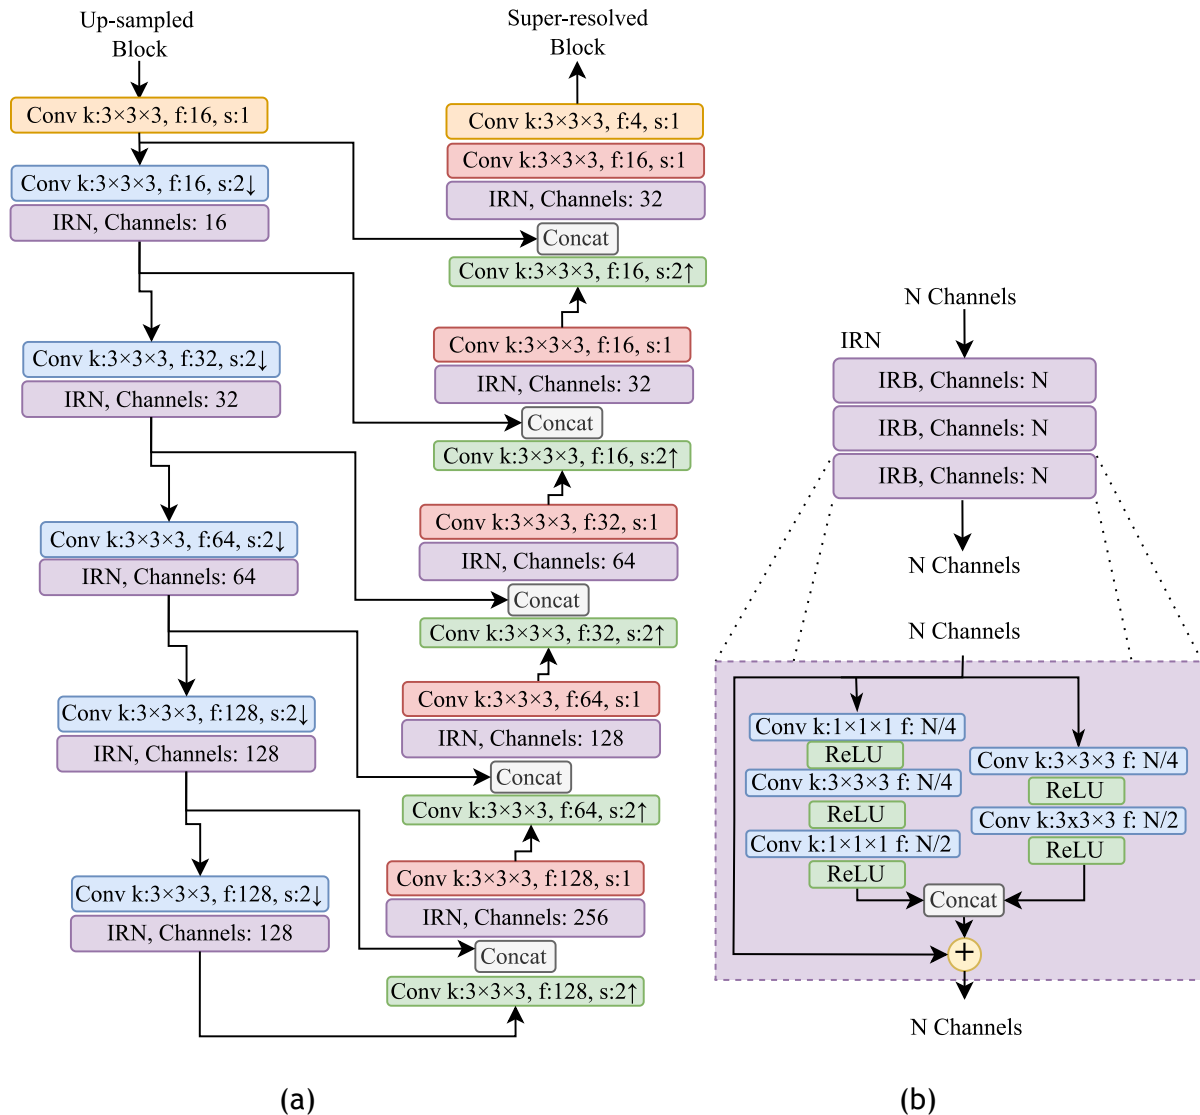 Up-sampled
Block
Conv k:3×3×3, f:16, s:1
Conv k:3×3×3, f:16, s:2↓
IRN, Channels: 16
Conv k:3×3×3, f:32, s:2↓
IRN, Channels: 32
Conv k:3×3×3, f:64, s:2↓
IRN, Channels: 64
Conv k:3×3×3, f:128, s:2↓
IRN, Channels: 128
Conv k:3×3×3, f:128, s:2↓
IRN, Channels: 128
Super-resolved
Block
Conv k:3×3×3, f:4, s:1
Conv k:3×3×3, f:16, s:1
IRN, Channels: 32
Concat
Conv k:3×3×3, f:16, s:2↑
Conv k:3×3×3, f:16, s:1
IRN, Channels: 32
Concat
Conv k:3×3×3, f:16, s:2↑
Conv k:3×3×3, f:32, s:1
IRN, Channels: 64
Concat
Conv k:3×3×3, f:32, s:2↑
Conv k:3×3×3, f:64, s:1
IRN, Channels: 128
Concat
Conv k:3×3×3, f:64, s:2↑
Conv k:3×3×3, f:128, s:1
IRN, Channels: 256
Concat
Conv k:3×3×3, f:128, s:2↑
(a)
N Channels
IRN
IRB, Channels: N
IRB, Channels: N
IRB, Channels: N
N Channels
N Channels
Conv k:1×1×1 f: N/4
ReLU
Conv k:3×3×3 f: N/4
ReLU
Conv k:1×1×1 f: N/2
ReLU
Conv k:3×3×3 f: N/4
ReLU
Conv k:3x3×3 f: N/2
ReLU
Concat
+
N Channels
(b)